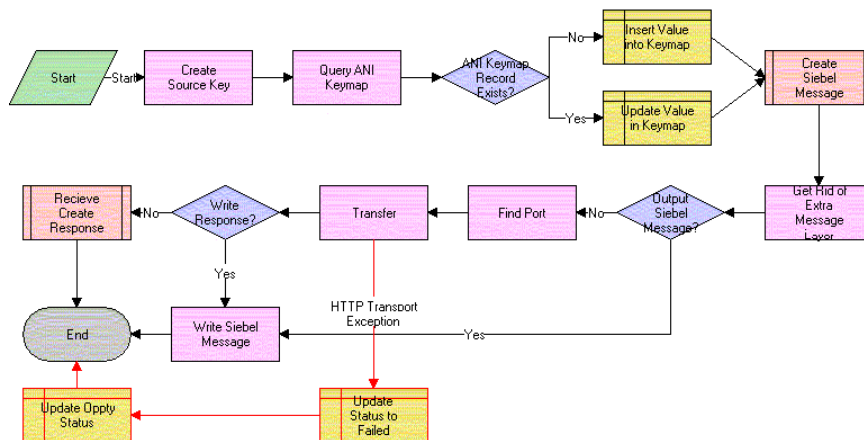 Start
Start
Create
Source Key
Query ANI
Keymap
ANI Keymap
Record
Exists?
No
Insert Value
into Keymap
Yes
Update Value
in Keymap
Create
Siebel
Message
Recieve
Create
Response
No
Write
Response?
Transfer
Find Port
No
Output
Siebel
Message?
Get Rid of
Extra
Message
Layer
Yes
HTTP Transport
Exception
End
Write Siebel
Message
Yes
Update Oppty
Status
Update
Status to
Failed